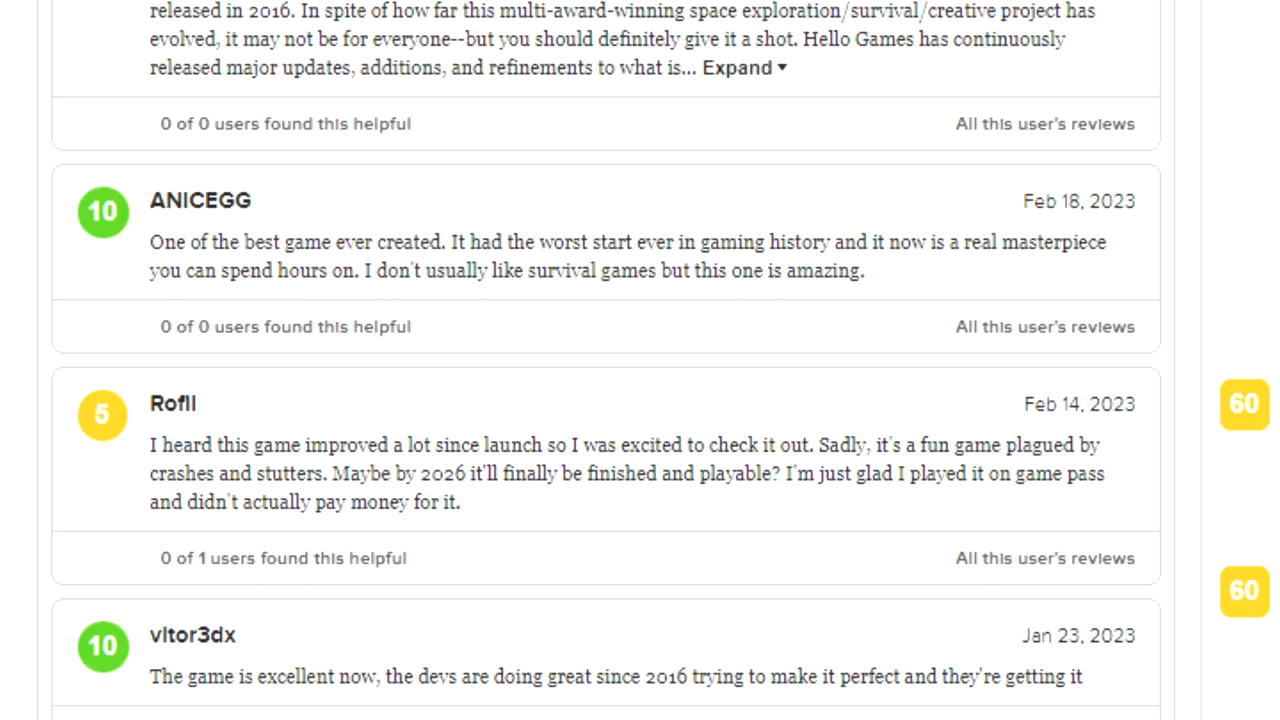 released in 2016. In spite of how far this multi-award-winning space exploration/survival/creative project has
evolved, it may not be for everyone--but you should definitely give it a shot. Hello Games has continuously
released major updates, additions, and refinements to what is... Expand
0 of 0 users found this helpful
All this user's reviews
10
ANICEGG
Feb 18, 2023
One of the best game ever created. It had the worst start ever in gaming history and it now is a real masterpiece
you can spend hours on. I don't usually like survival games but this one is amazing.
0 of 0 users found this helpful
All this user's reviews
5
Rofll
Feb 14, 2023
I heard this game improved a lot since launch so I was excited to check it out. Sadly, it's a fun game plagued by
crashes and stutters. Maybe by 2026 it'll finally be finished and playable? I'm just glad I played it on game pass
and didn't actually pay money for it.
0 of 1 users found this helpful
All this user's reviews
10
vitor3dx
Jan 23, 2023
The game is excellent now, the devs are doing great since 2016 trying to make it perfect and they're getting it
60
60